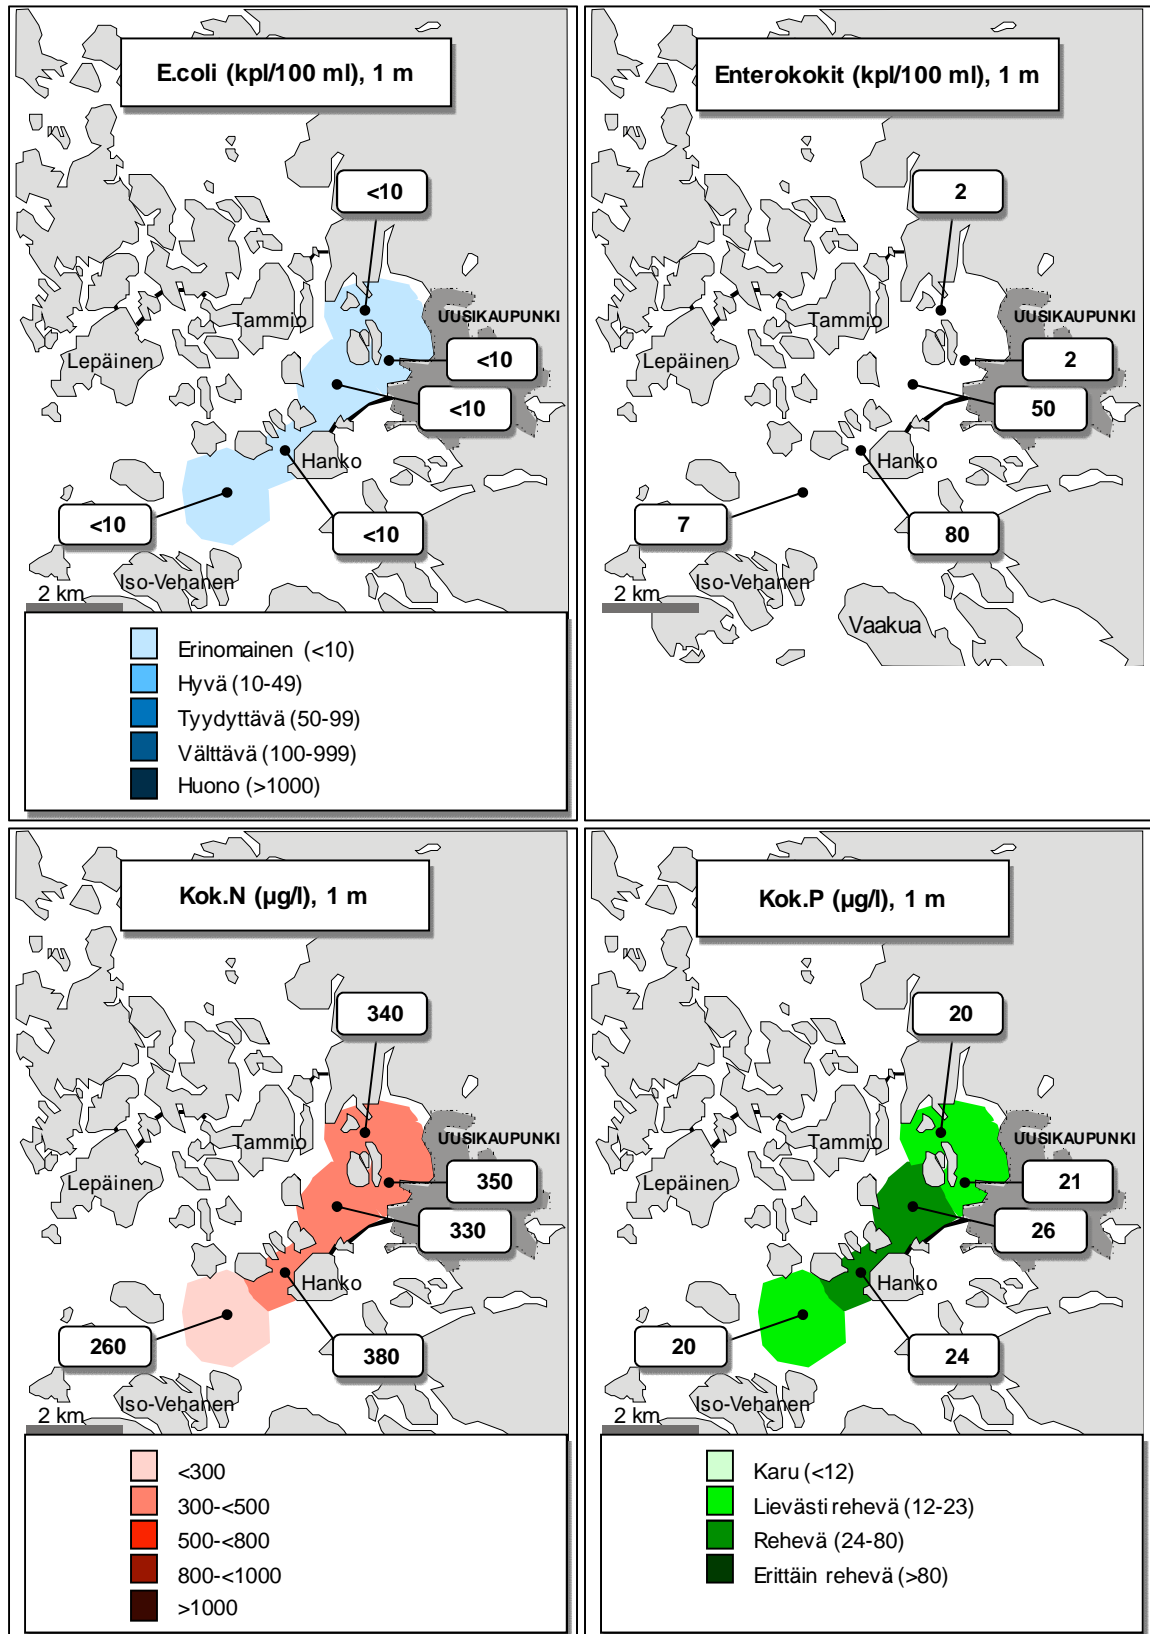 E.coli (kpl/100 ml), 1 m
<10
Tammio
UUSIKAUPUNKI
Lepäinen
<10
<10
Hanko
<10
<10
Iso-Vehanen
2 km
Erinomainen (<10)
Hyvä (10-49)
Tyydyttävä (50-99)
Välttävä (100-999)
Huono (>1000)
Enterokokit (kpl/100 ml), 1 m
2
Tammio
UUSIKAUPUNKI
Lepäinen
2
50
Hanko
7
80
Iso-Vehanen
2 km
Vaakua
Kok.N (µg/l), 1 m
340
Tammio
UUSIKAUPUNKI
Lepäinen
350
330
Hanko
260
380
Iso-Vehanen
2 km
<300
300-<500
500-<800
800-<1000
>1000
Kok.P (µg/l), 1 m
20
Tammio
UUSIKAUPUNKI
Lepäinen
21
26
Hanko
20
24
Iso-Vehanen
2 km
Karu (<12)
Lievästi rehevä (12-23)
Rehevä (24-80)
Erittäin rehevä (>80)